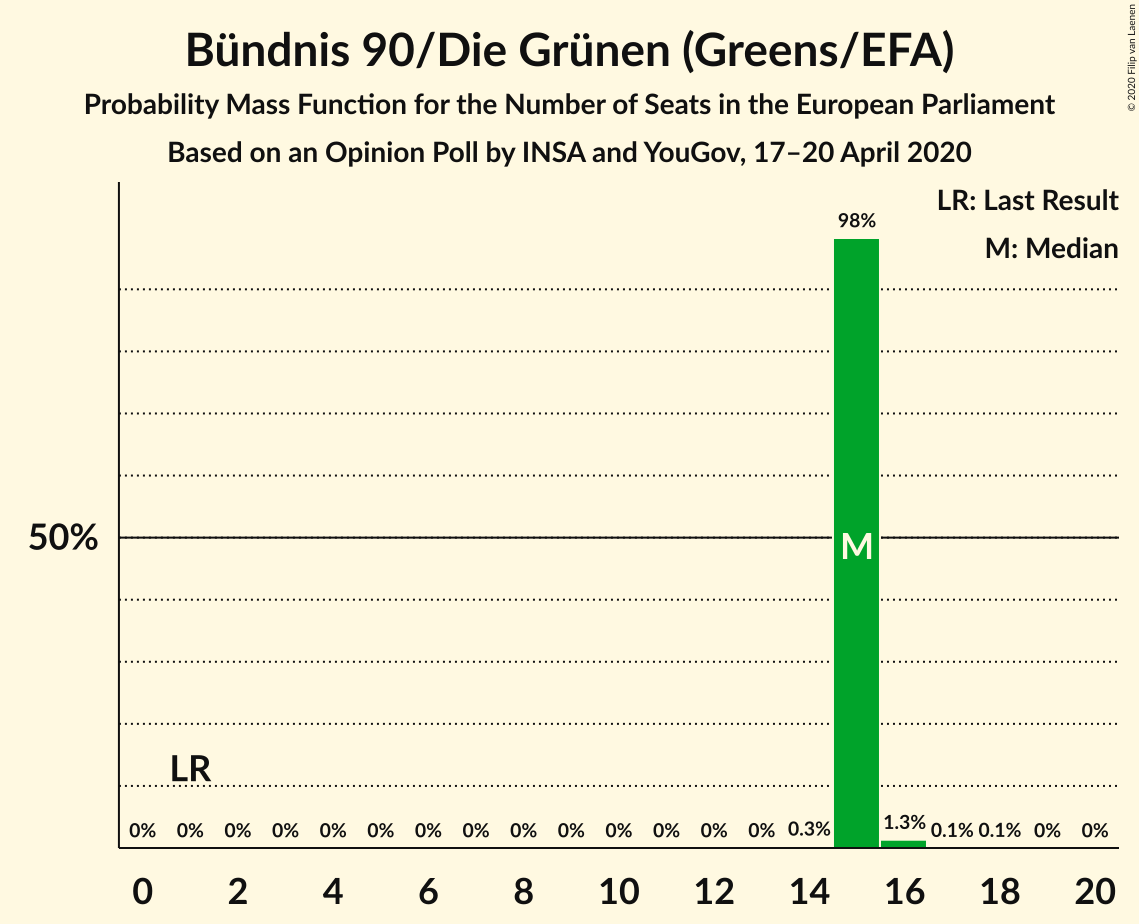 © 2020 Filip van Laenen
Bündnis 90/Die Grünen (Greens/EFA)
Probability Mass Function for the Number of Seats in the European Parliament
Based on an Opinion Poll by INSA and YouGov, 17–20 April 2020
LR: Last Result
M: Median
98%
50%
M
LR
0% 0% 0% 0% 0% 0% 0% 0% 0% 0% 0% 0% 0% 0% 0.3% 1.3% 0.1% 0.1% 0% 0%
0 2 4 6 8 10 12 14 16 18 20